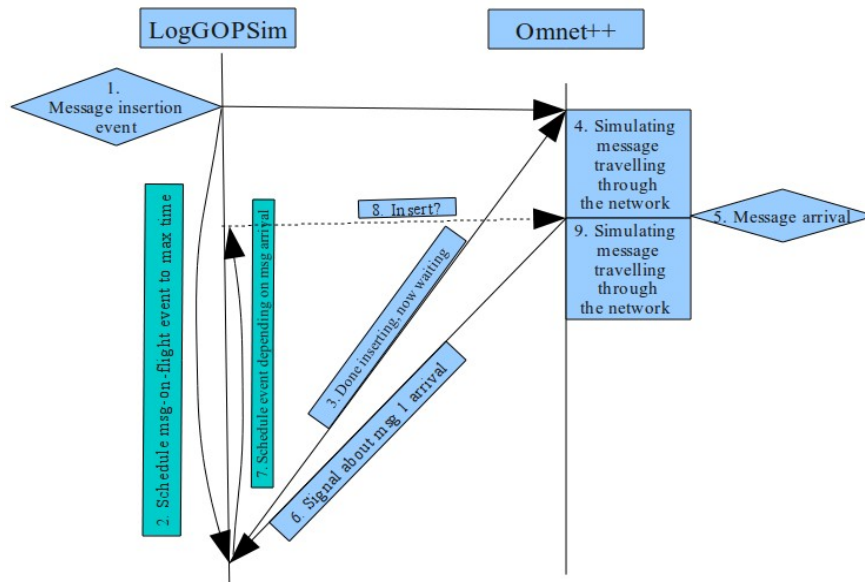 LogGOPSim
Omnet++
1.
Message insertion
event
2. Schedule msg-on-flight event to max time
7. Schedule event depending on msg arrival
8. Insert?
3. Done inserting, now waiting
6. Signal about msg 1 arrival
4. Simulating
message
travelling
through
the network
5. Message arrival
9. Simulating
message
travelling
through
the network